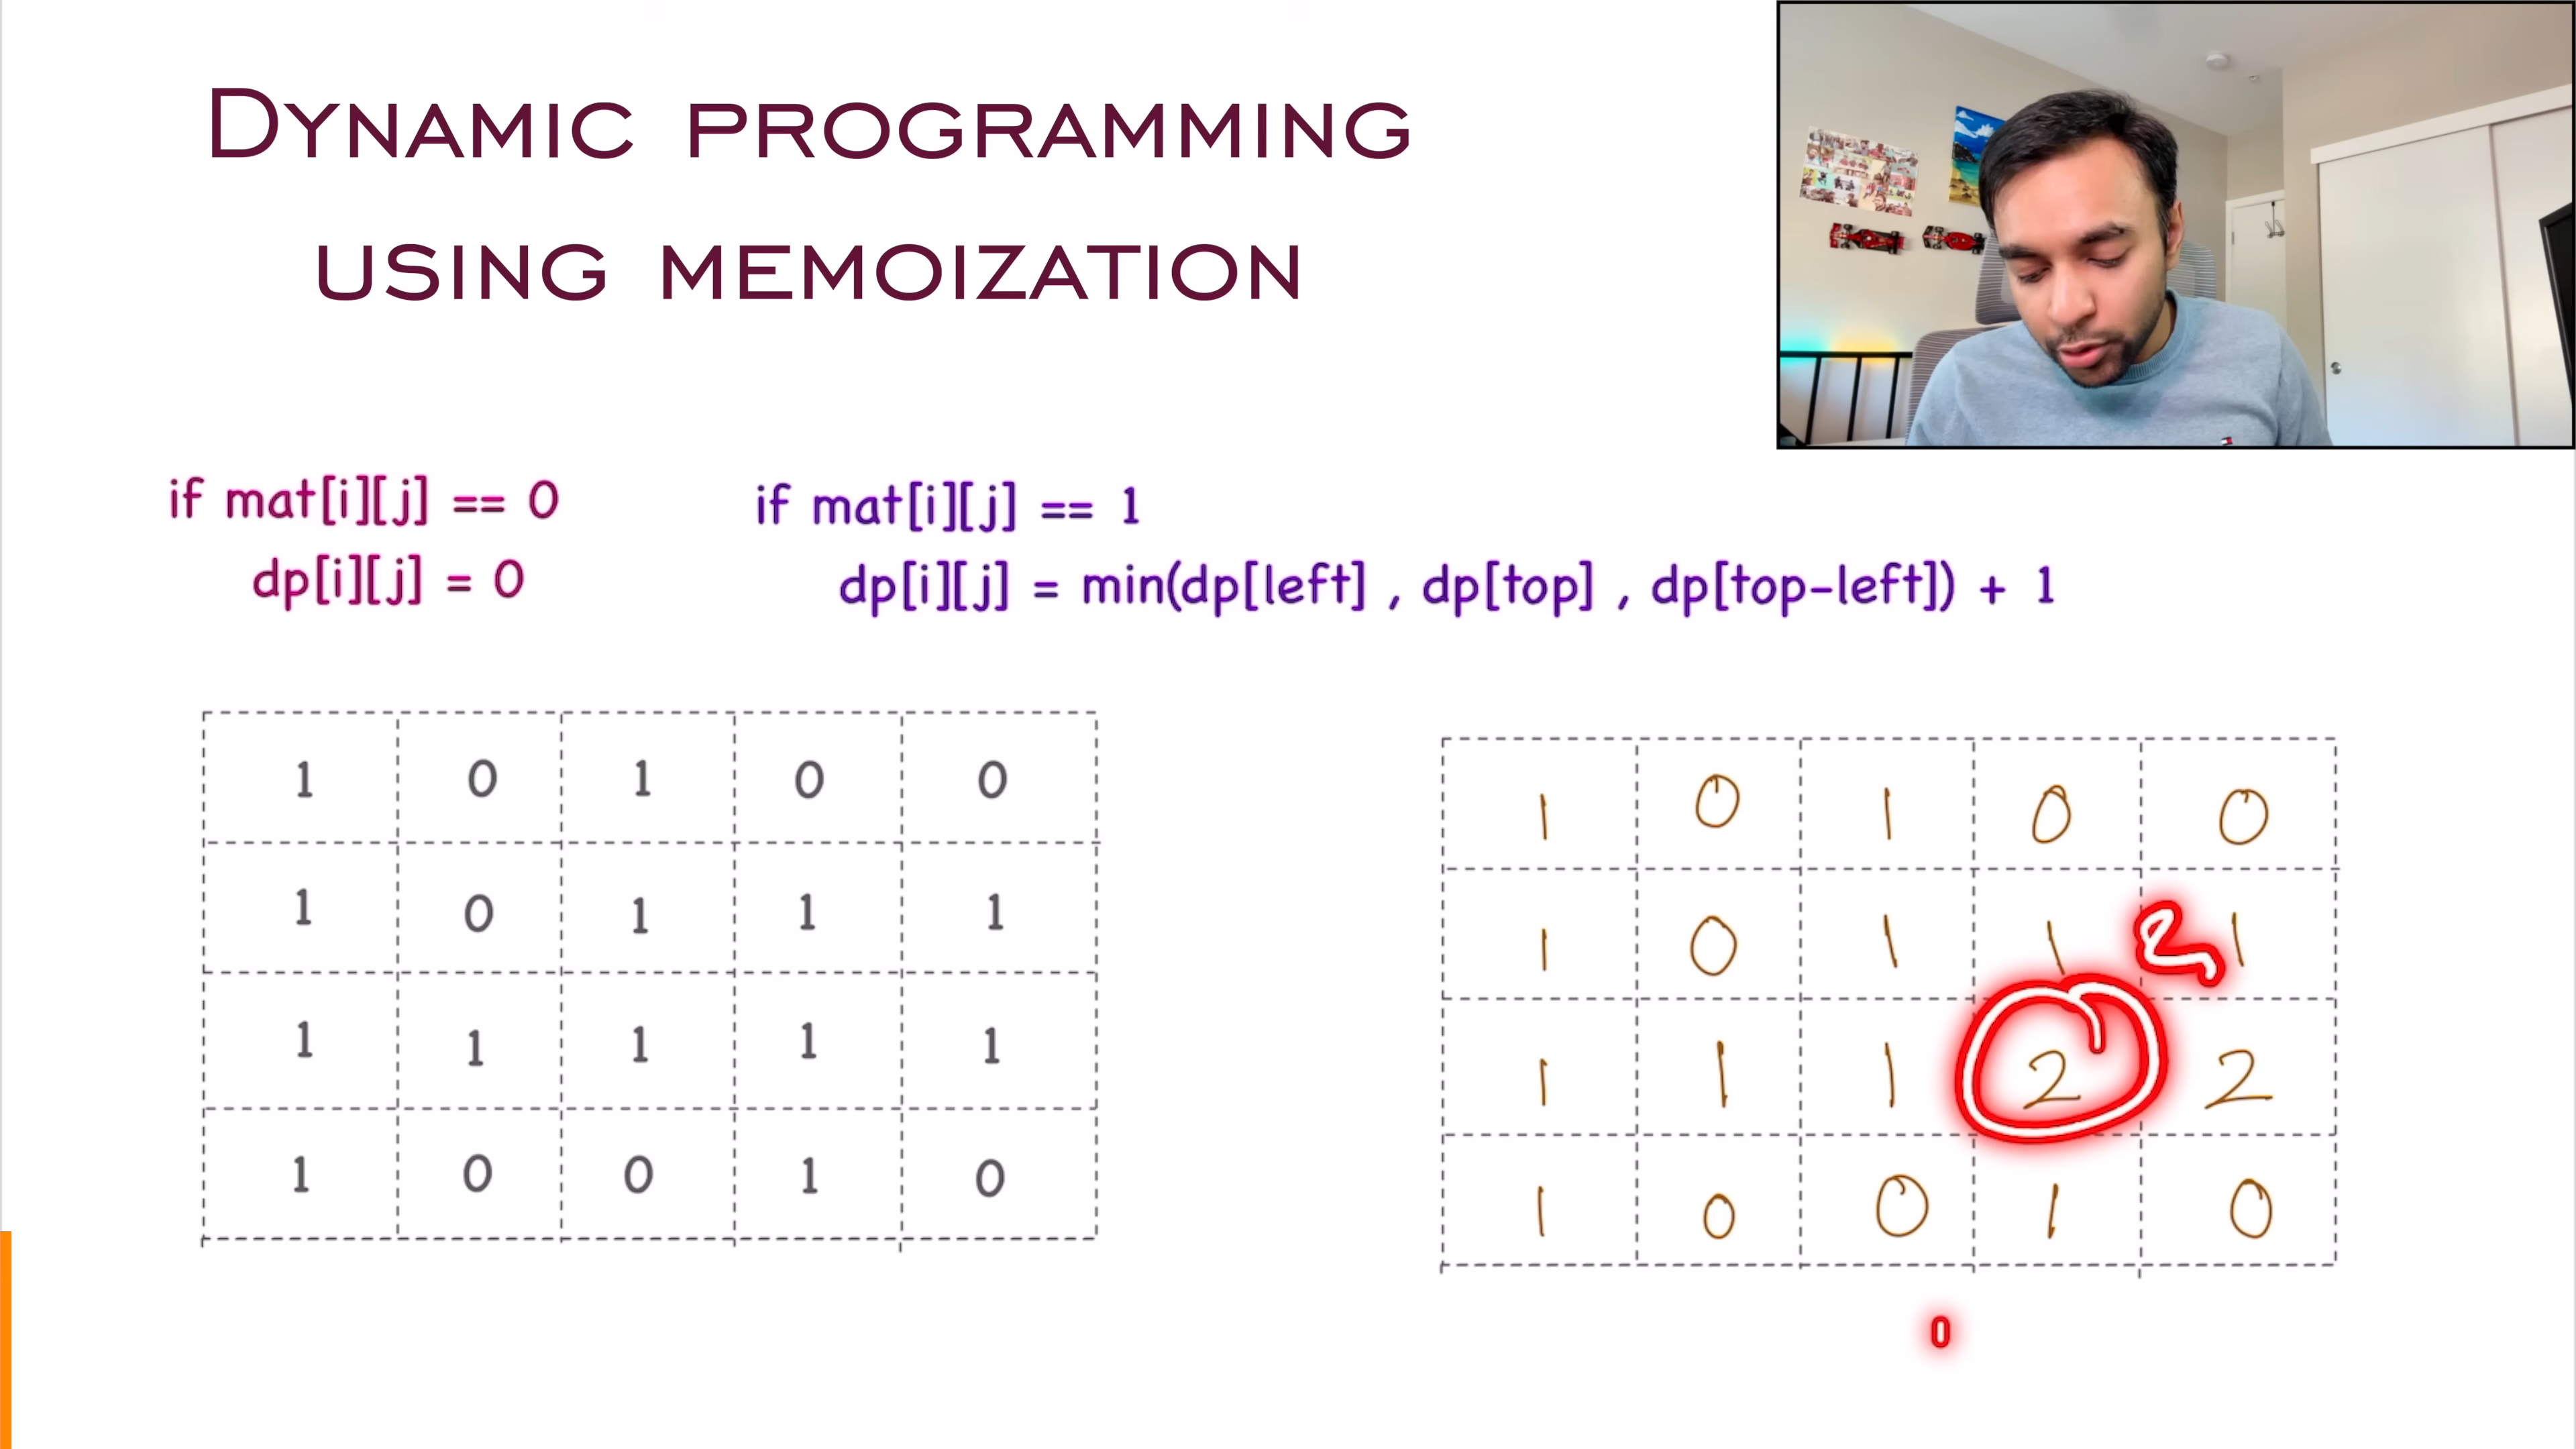 DYNAMIC PROGRAMMING
USING MEMOIZATION
if mat[i][j] == 0
dp[i][j] = 0
if mat[i][j] == 1
dp[i][j] = min(dp[left] , dp[top] , dp[top-left]) + 1
1 0 1 0 0
1 0 1 1 1
1 1 1 1 1
1 0 0 1 0
1 0 1 0 0
1 0 1 1 2 1
1 1 1 2 2
1 0 0 1 0
0